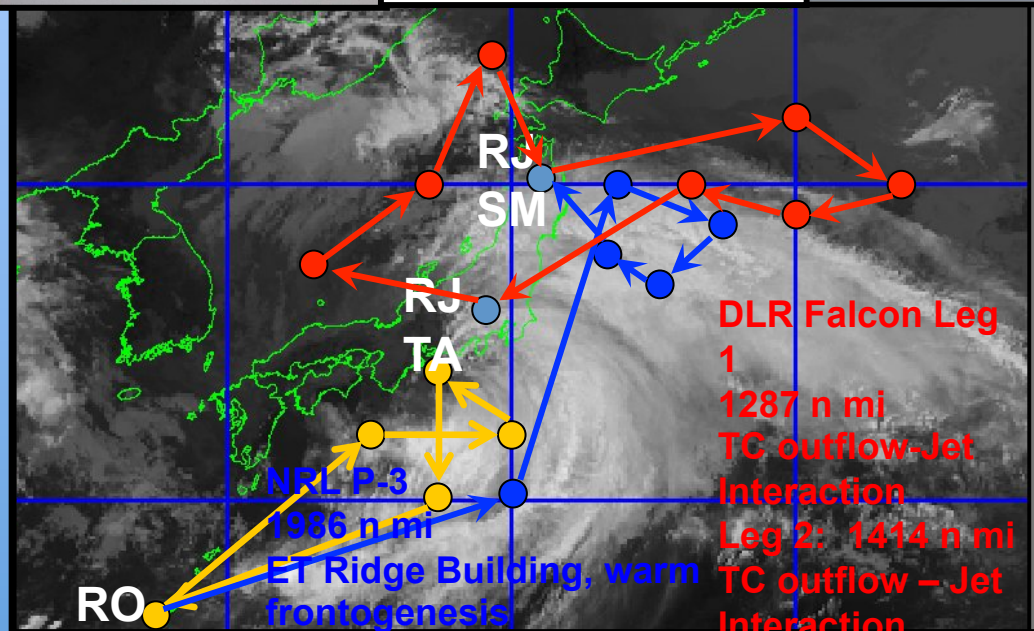 RJ
SM
RJ
TA
DLR Falcon Leg
1
1287 n mi
TC outflow-Jet
Interaction
Leg 2:  1414 n mi
TC outflow – Jet
Interaction
NRL P-3
1986 n mi
ET Ridge Building, warm
frontogenesis
RO